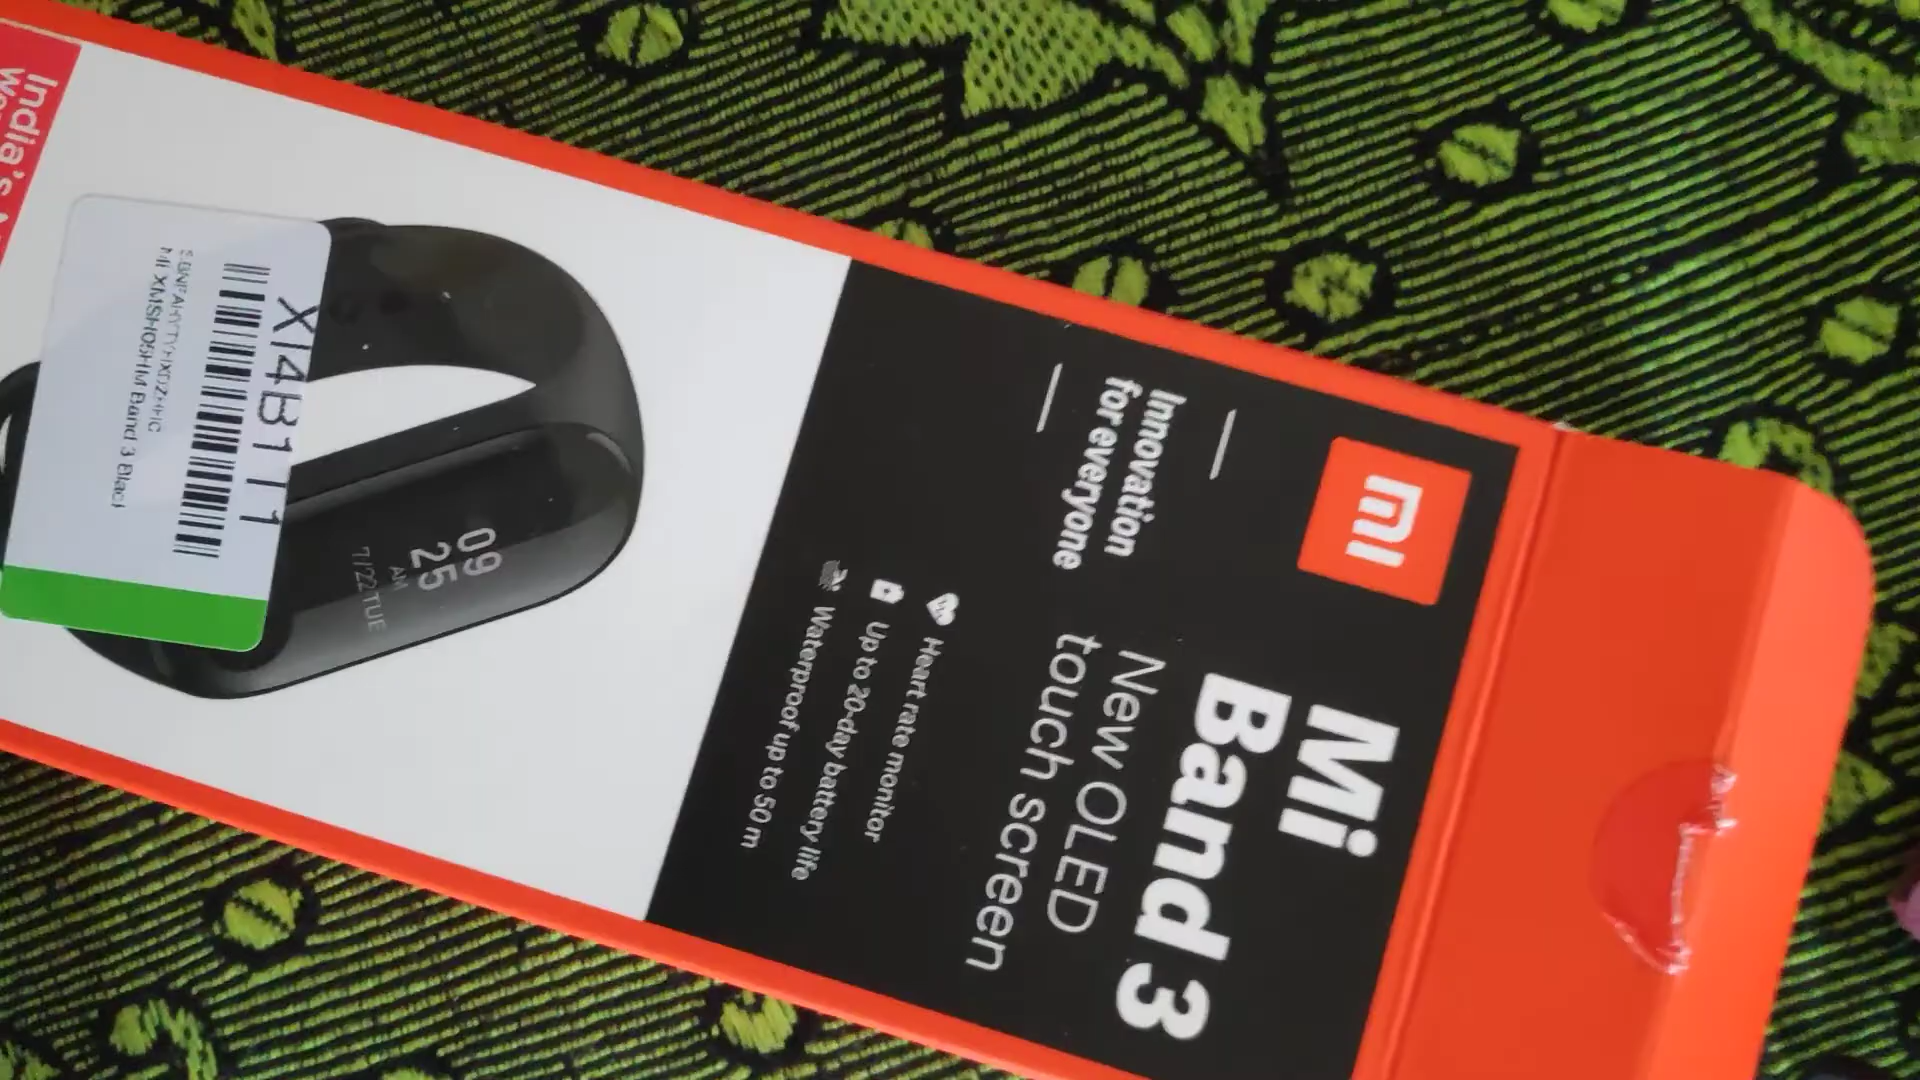 mi
Innovation
for everyone
Mi
Band 3
New OLED
touch screen
Heart rate monitor
Up to 20-day battery life
Waterproof up to 50 m
09
25
AM
7/22 TUE
XI4B111
MI XMSH05HM Band 3 Black
India's